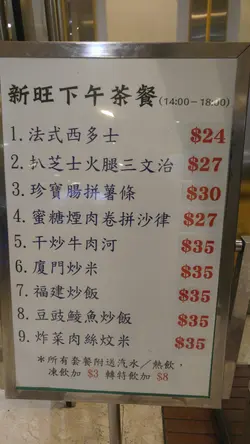 新旺下午茶餐(14:00-18:00)
1.法式西多士 $24
2.扒芝士火腿三文治 $27
3.珍寶腸拼薯條 $30
4.蜜糖煙肉卷拼沙律 $27
5.干炒牛肉河 $35
6.廈門炒米 $35
7.福建炒飯 $35
8.豆豉鯪魚炒飯 $35
9.炸菜肉絲炆米 $35
*所有套餐附送汽水/熱飲,
凍飲加 $3 轉特飲加 $8